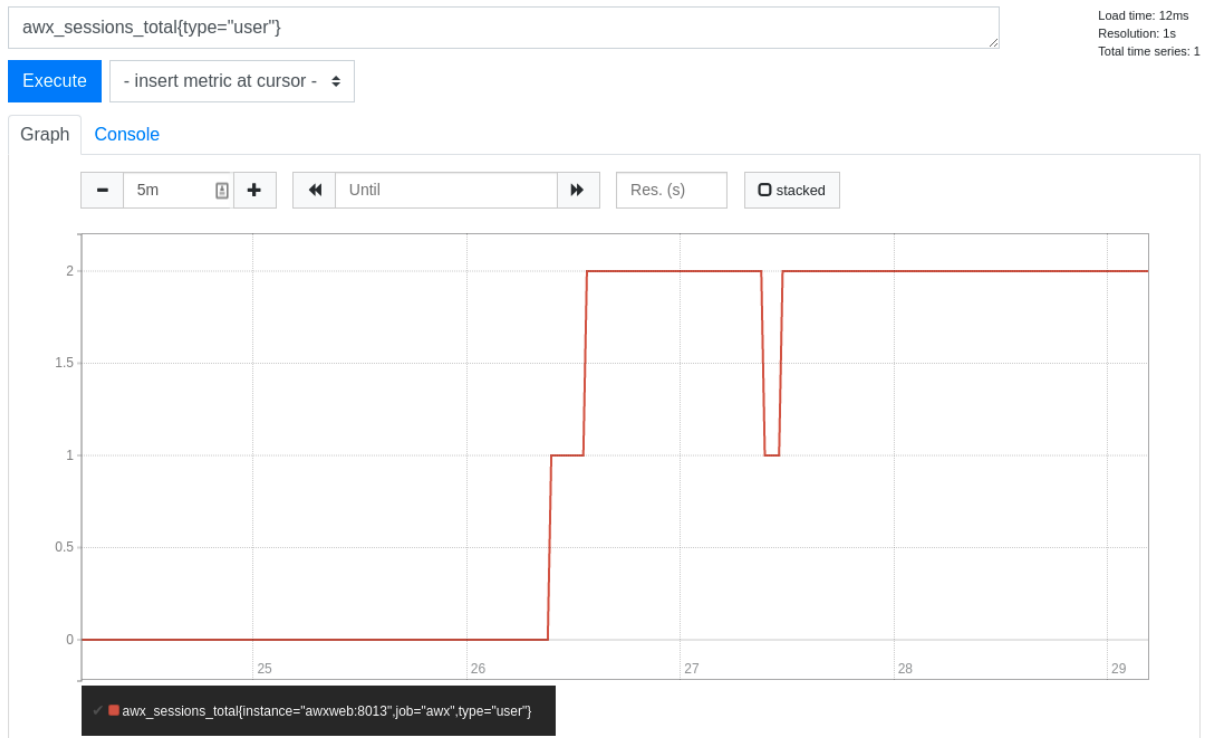 awx_sessions_total{type="user"}
Load time: 12ms
Resolution: 1s
Total time series: 1
Execute
- insert metric at cursor -
Graph Console
5m Until Res. (s) stacked
2
1.5
1
0.5
0
25 26 27 28 29
✓ awx_sessions_total{instance="awxweb:8013",job="awx",type="user"}